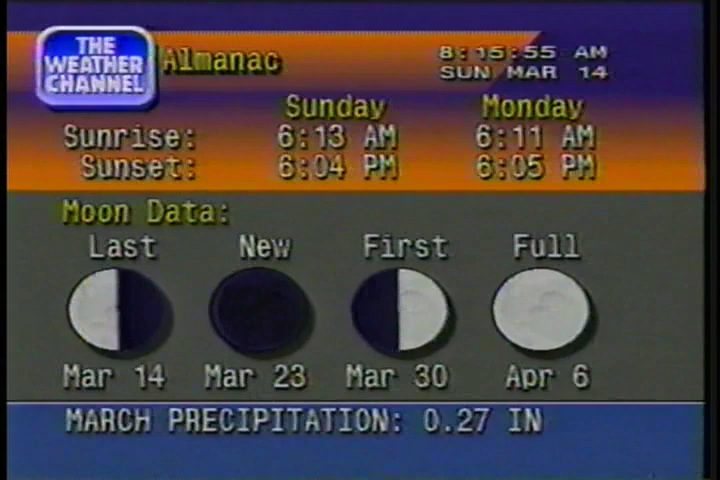 THE
WEATHER
CHANNEL
Almanac
8:15:55 AM
SUN MAR 14
Sunday Monday
Sunrise: 6:13 AM 6:11 AM
Sunset: 6:04 PM 6:05 PM
Moon Data:
Last New First Full
Mar 14 Mar 23 Mar 30 Apr 6
MARCH PRECIPITATION: 0.27 IN